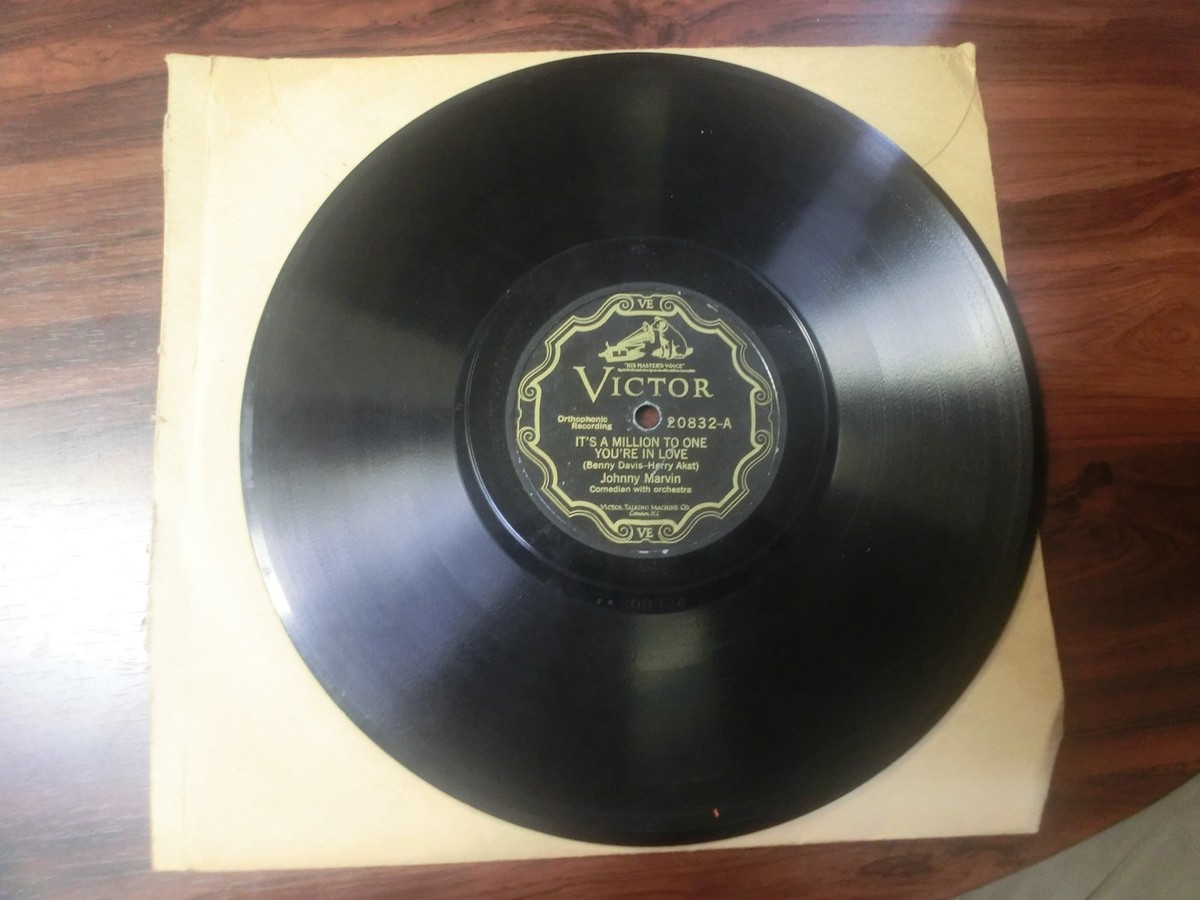 VE
"HIS MASTER'S VOICE"
VICTOR
Orthophonic
Recording
20832-A
IT'S A MILLION TO ONE
YOU'RE IN LOVE
(Benny Davis-Harry Akst)
Johnny Marvin
Comedian with orchestra
VICTOR TALKING MACHINE CO.
Camden, N.J.
VE